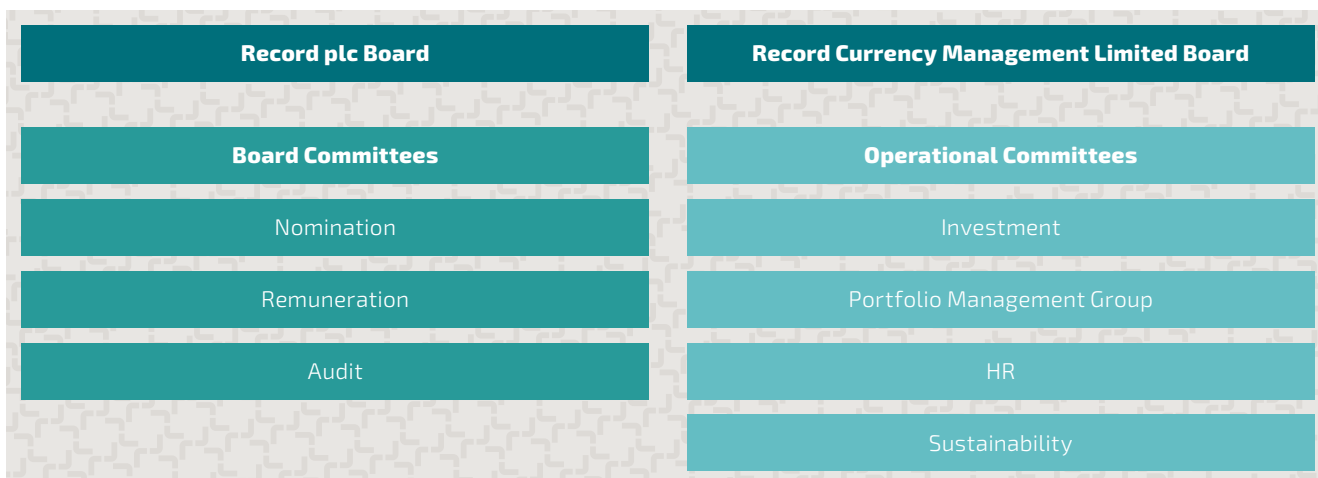 Record plc Board
Board Committees
Nomination
Remuneration
Audit
Record Currency Management Limited Board
Operational Committees
Investment
Portfolio Management Group
HR
Sustainability